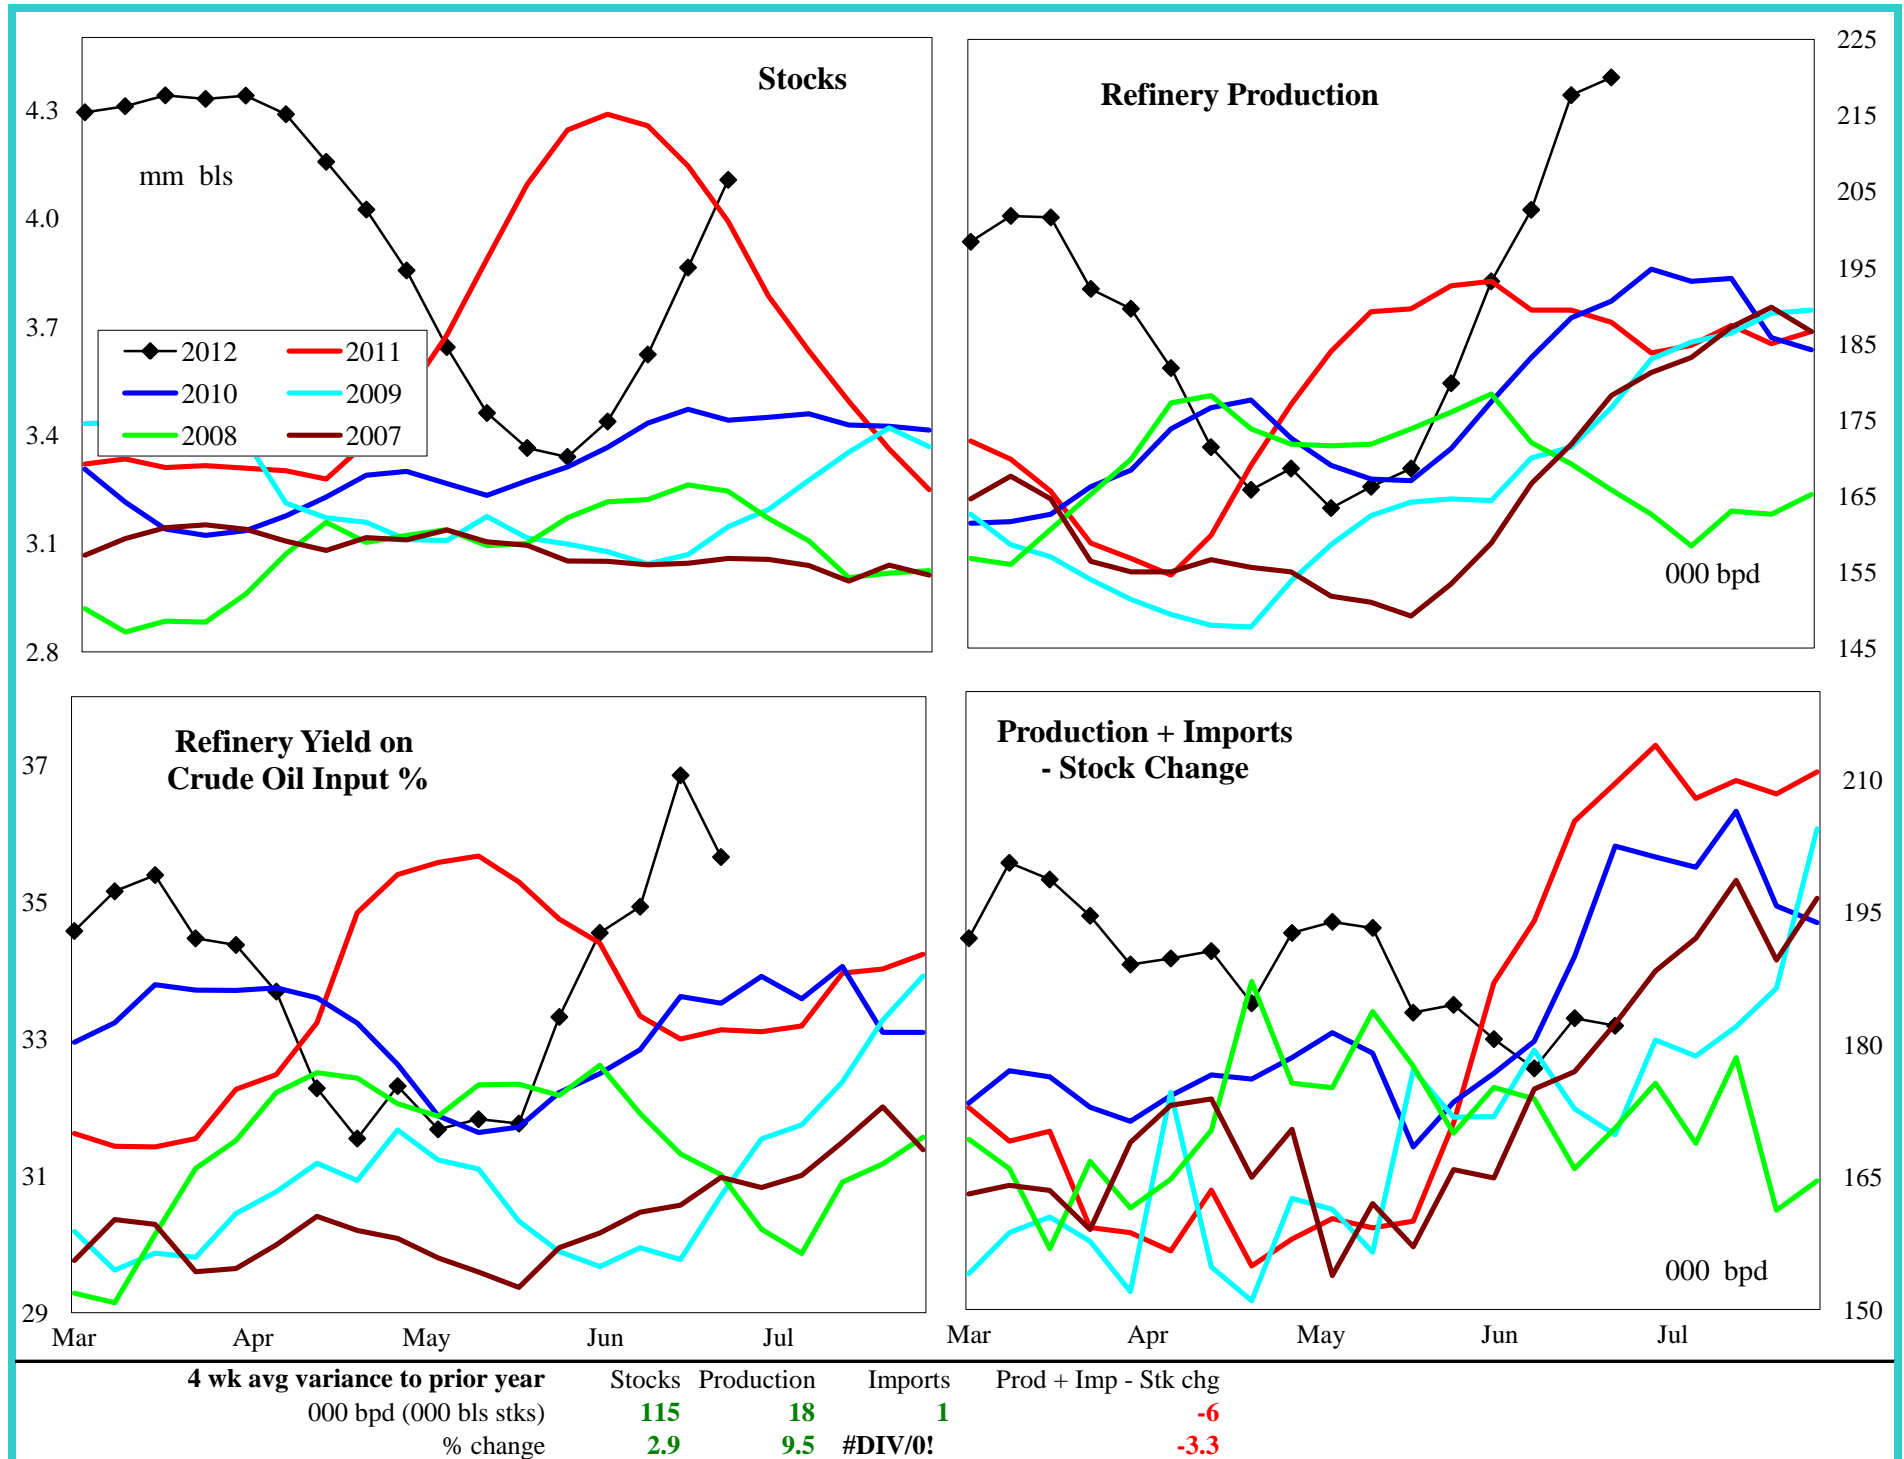 Stocks
mm bls
4.3
4.0
3.7
3.4
3.1
2.8
2012 2011
2010 2009
2008 2007
Refinery Production
000 bpd
225
215
205
195
185
175
165
155
145
Refinery Yield on
Crude Oil Input %
37
35
33
31
29
Mar Apr May Jun Jul
Production + Imports
- Stock Change
000 bpd
210
195
180
165
150
Mar Apr May Jun Jul
4 wk avg variance to prior year Stocks Production Imports Prod + Imp - Stk chg
000 bpd (000 bls stks) 115 18 1 -6
% change 2.9 9.5 #DIV/0! -3.3